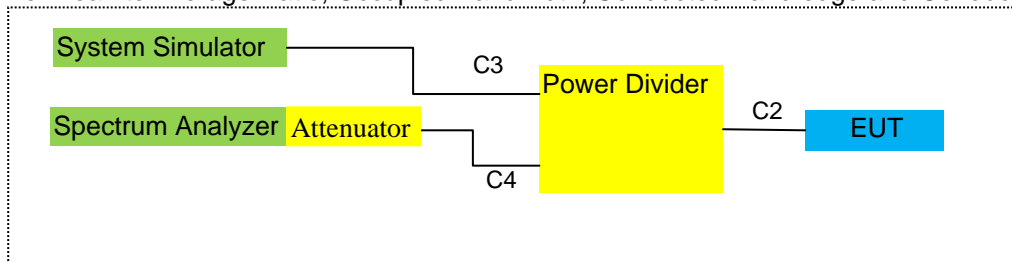 System Simulator
C3
Power Divider
C2
Spectrum Analyzer
Attenuator
EUT
C4